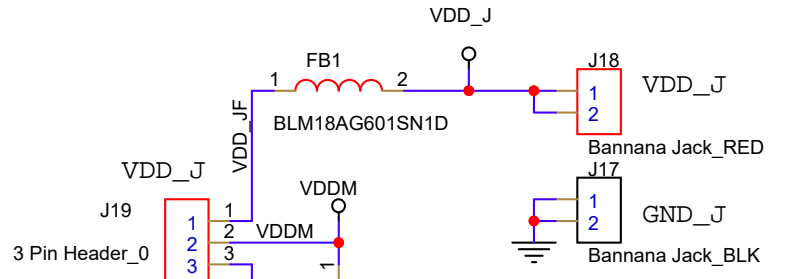 VDD_J
FB1
J18
1
2
1
VDD_J
2
BLM18AG601SN1D
VDD_JF
Bannana Jack_RED
VDD_J
J17
VDDM
J19
1
1
1
GND_J
2
VDDM
2
2
3 Pin Header_0
3
3
Bannana Jack_BLK
1